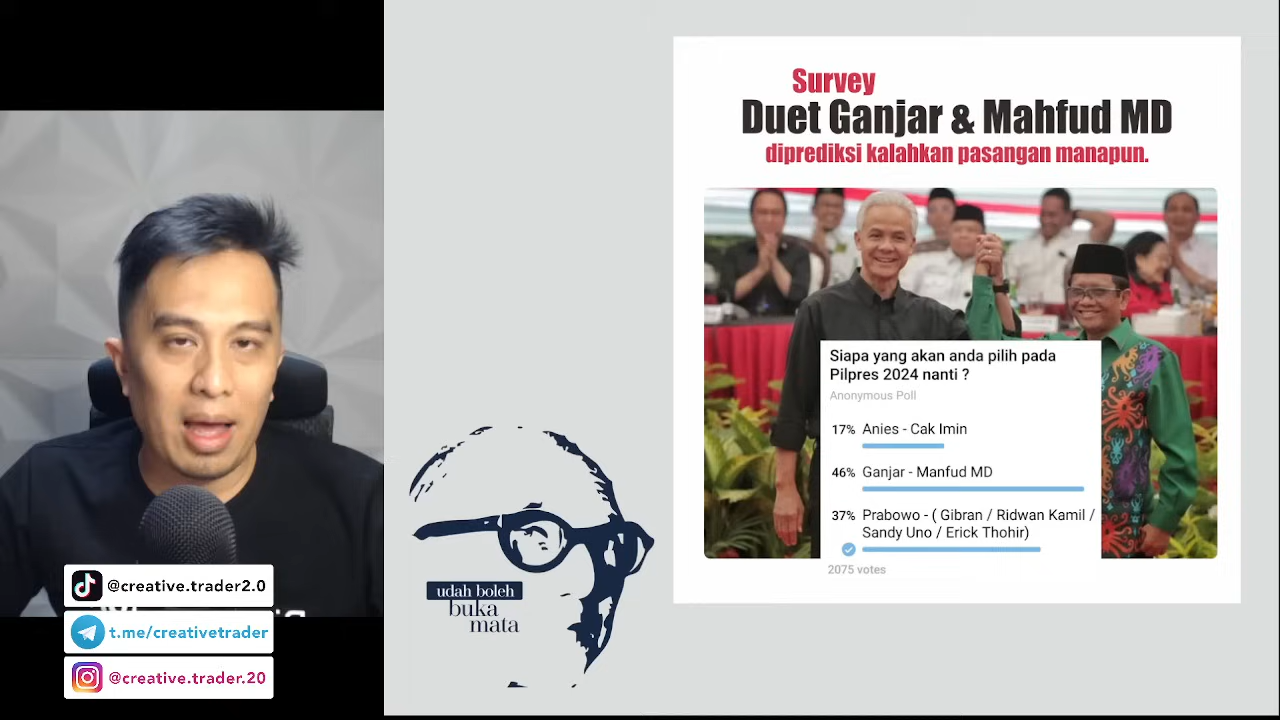 Survey
Duet Ganjar & Mahfud MD
diprediksi kalahkan pasangan manapun.
Siapa yang akan anda pilih pada
Pilpres 2024 nanti ?
Anonymous Poll
17% Anies - Cak Imin
46% Ganjar - Manfud MD
37% Prabowo - ( Gibran / Ridwan Kamil /
Sandy Uno / Erick Thohir)
2075 votes
udah boleh
buka
mata
@creative.trader2.0
t.me/creativetrader
@creative.trader.20